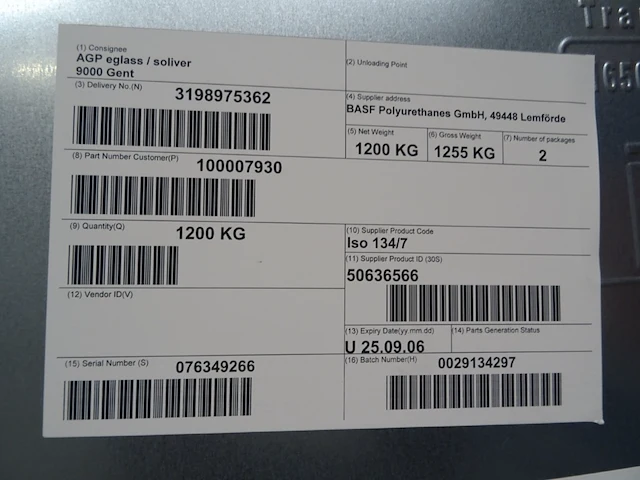 (1) Consignee
AGP eglass / soliver
9000 Gent
(2) Unloading Point
(3) Delivery No.(N)
3198975362
(4) Supplier address
BASF Polyurethanes GmbH, 49448 Lemförde
(5) Net Weight
1200 KG
(6) Gross Weight
1255 KG
(7) Number of packages
2
(8) Part Number Customer(P)
100007930
(9) Quantity(Q)
1200 KG
(10) Supplier Product Code
Iso 134/7
(11) Supplier Product ID (30S)
50636566
(12) Vendor ID(V)
(13) Expiry Date(yy.mm.dd)
U 25.09.06
(14) Parts Generation Status
(15) Serial Number (S)
076349266
(16) Batch Number(H)
0029134297